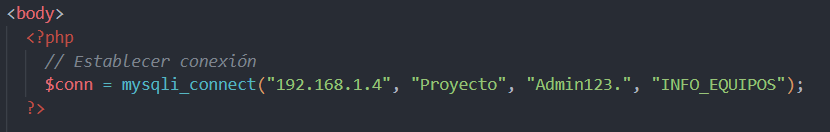 <body>
<?php
// Establecer conexión
$conn = mysqli_connect("192.168.1.4", "Proyecto", "Admin123.", "INFO_EQUIPOS");
?>